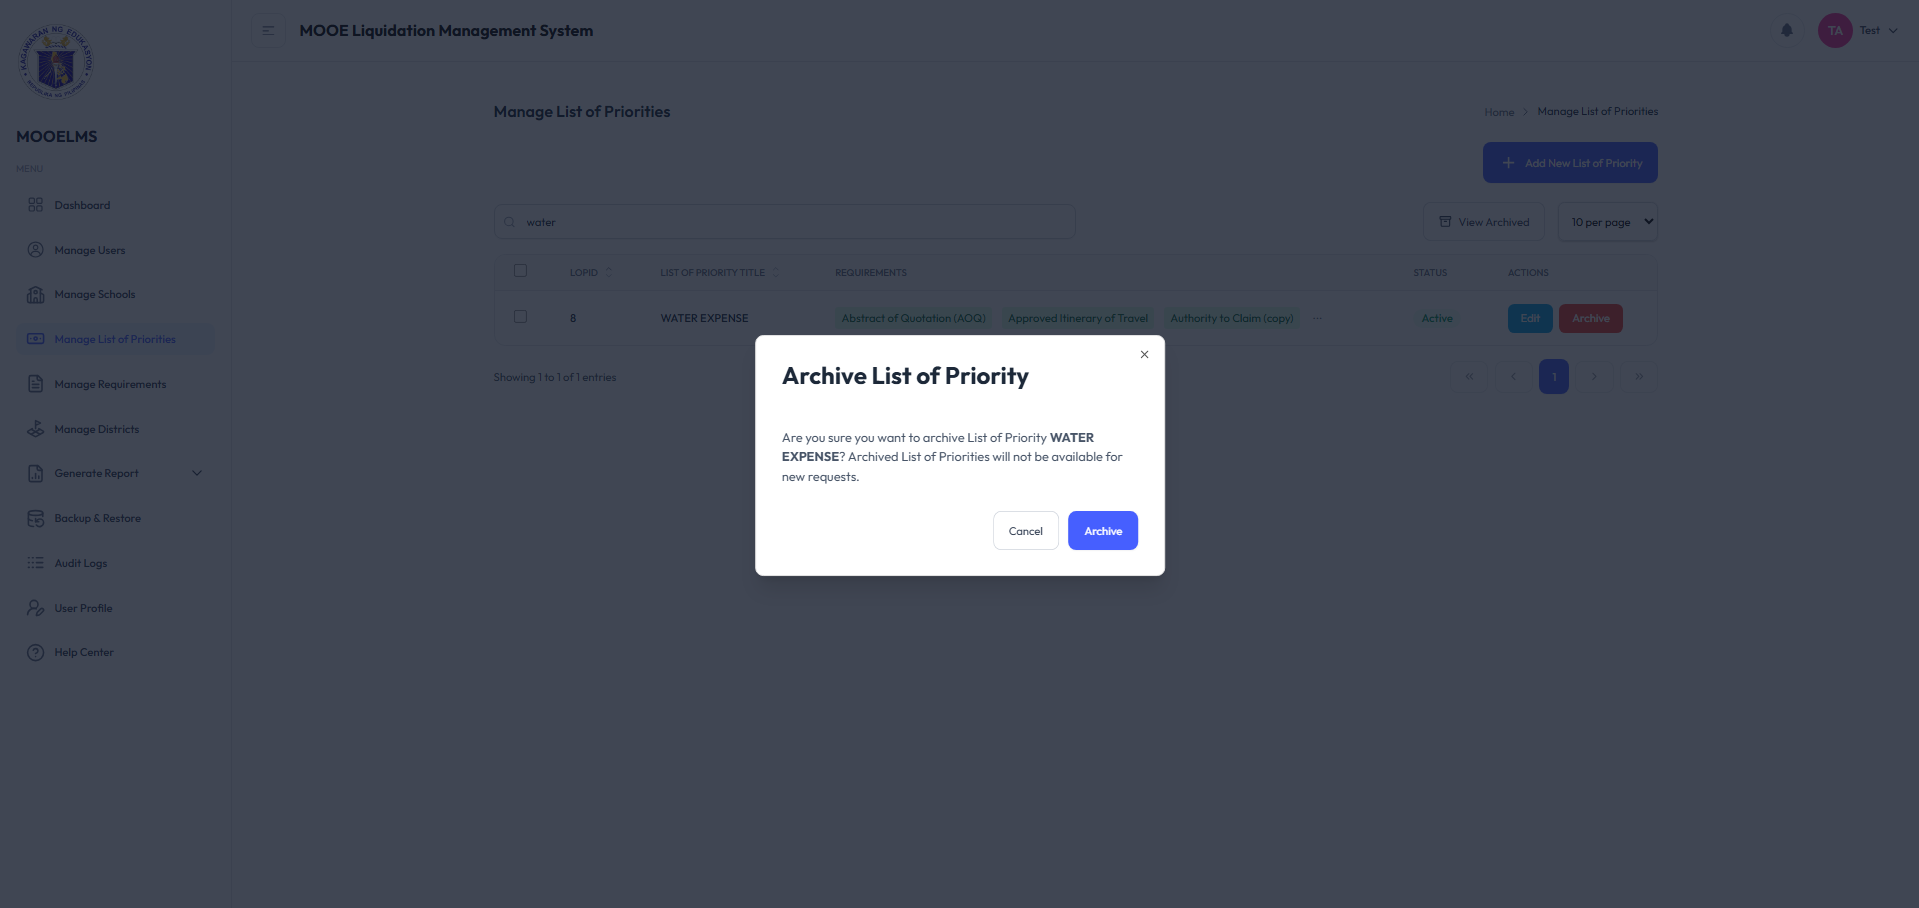 KAGAWARAN NG EDUKASYON
REPUBLIKA NG PILIPINAS
MOOE Liquidation Management System
TA
Test
MOOELMS
MENU
Dashboard
Manage Users
Manage Schools
Manage List of Priorities
Manage Requirements
Manage Districts
Generate Report
Backup & Restore
Audit Logs
User Profile
Help Center
Manage List of Priorities
Home > Manage List of Priorities
+ Add New List of Priority
water
View Archived
10 per page
LOPID LIST OF PRIORITY TITLE REQUIREMENTS STATUS ACTIONS
8 WATER EXPENSE Abstract of Quotation (AOQ) Approved Itinerary of Travel Authority to Claim (copy) ... Active Edit Archive
Showing 1 to 1 of 1 entries
« ‹ 1 › »
Archive List of Priority
Are you sure you want to archive List of Priority WATER
EXPENSE? Archived List of Priorities will not be available for
new requests.
Cancel
Archive